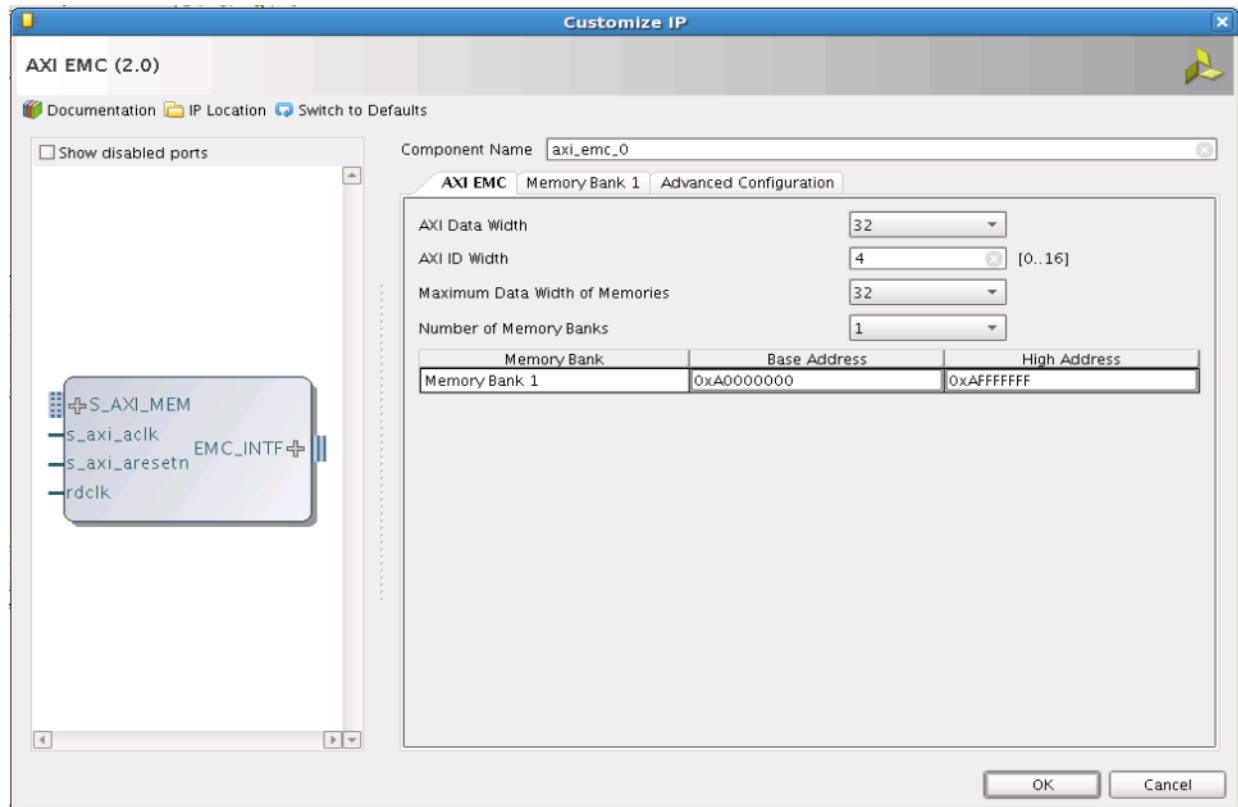 Customize IP
AXI EMC (2.0)
Documentation IP Location Switch to Defaults
Show disabled ports
S_AXI_MEM
s_axi_aclk
EMC_INTF
s_axi_aresetn
rdclk
Component Name axi_emc_0
AXI EMC Memory Bank 1 Advanced Configuration
AXI Data Width 32
AXI ID Width 4 [0..16]
Maximum Data Width of Memories 32
Number of Memory Banks 1
Memory Bank Base Address High Address
Memory Bank 1 0xA0000000 0xAFFFFFFF
OK Cancel